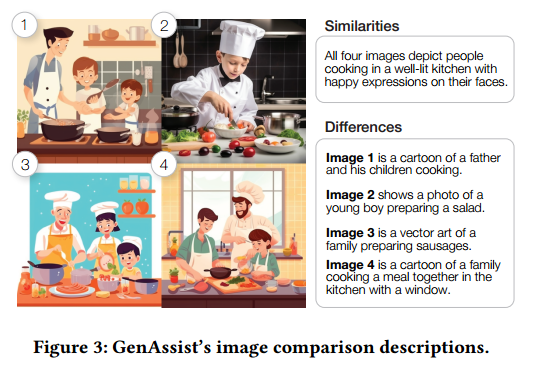 1
2
3
4
Similarities
All four images depict people
cooking in a well-lit kitchen with
happy expressions on their faces.
Differences
Image 1 is a cartoon of a father
and his children cooking.
Image 2 shows a photo of a
young boy preparing a salad.
Image 3 is a vector art of a
family preparing sausages.
Image 4 is a cartoon of a family
cooking a meal together in the
kitchen with a window.
Figure 3: GenAssist’s image comparison descriptions.